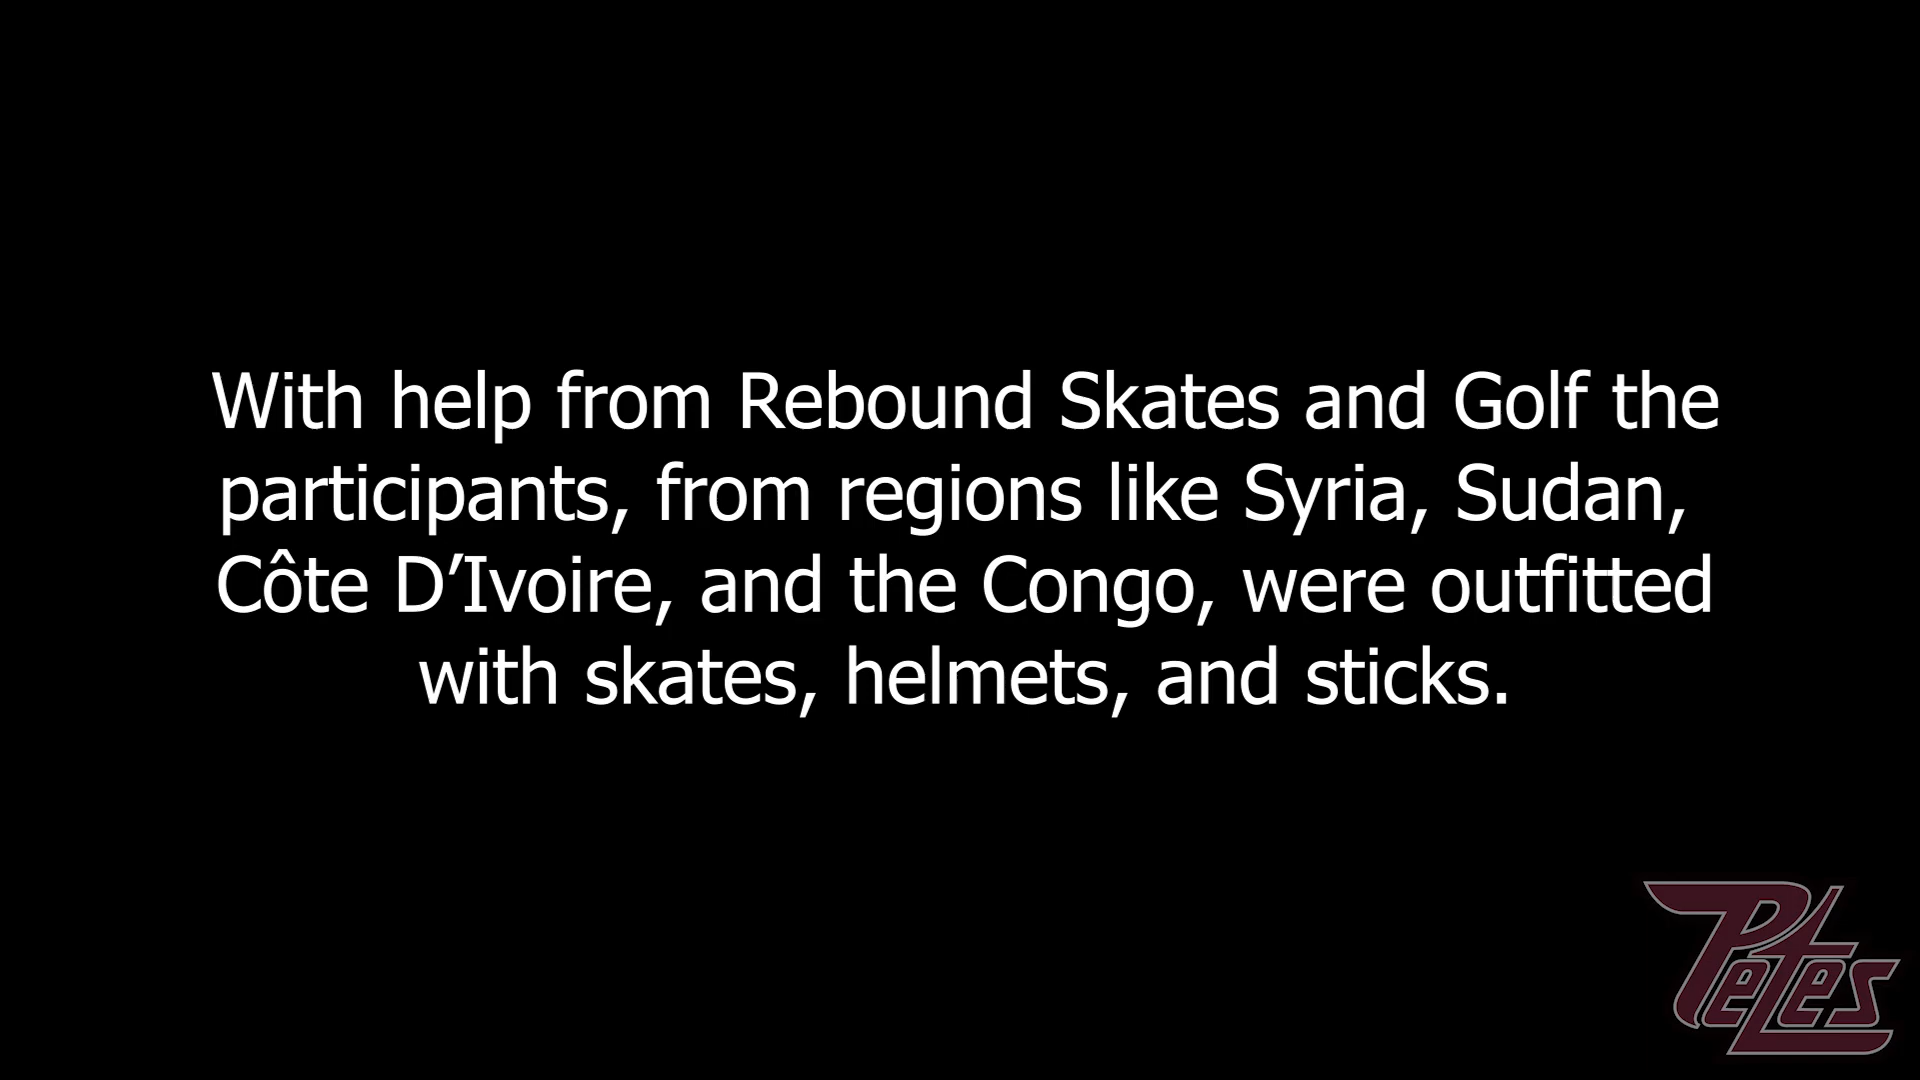 With help from Rebound Skates and Golf the
participants, from regions like Syria, Sudan,
Côte D’Ivoire, and the Congo, were outfitted
with skates, helmets, and sticks.
Petes